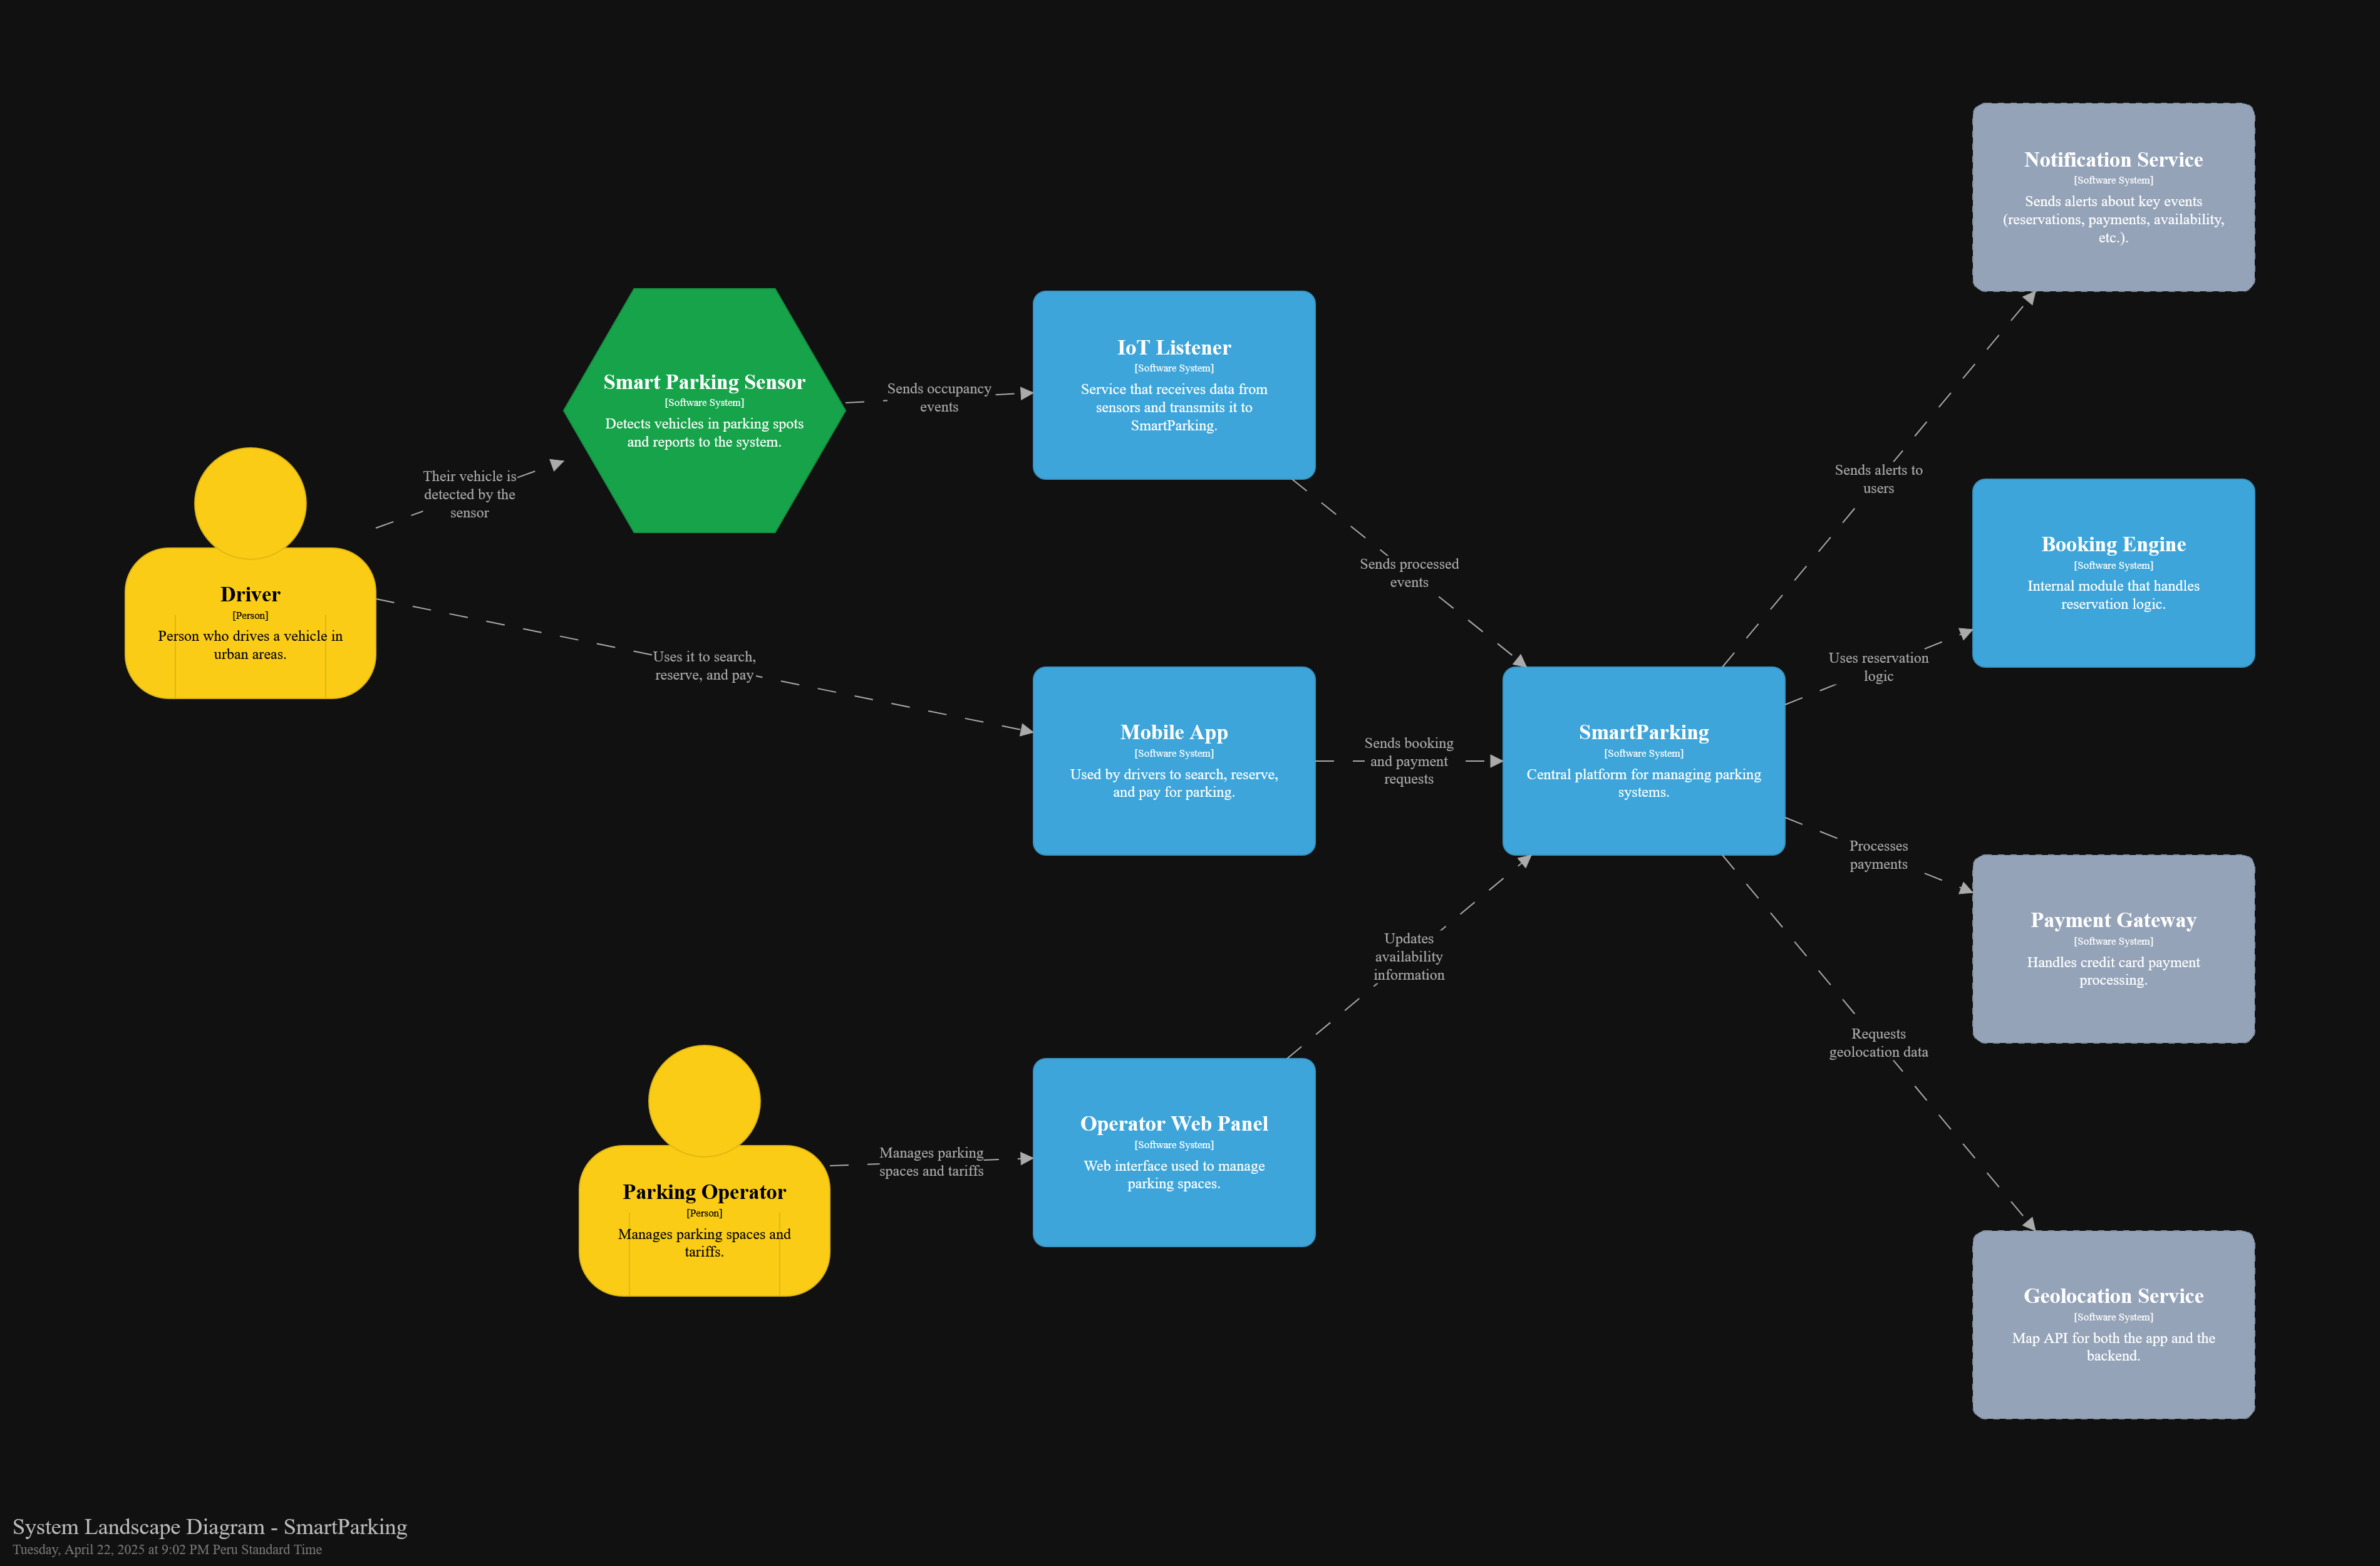 Notification Service
[Software System]
Sends alerts about key events
(reservations, payments, availability,
etc.).
Smart Parking Sensor
[Software System]
Detects vehicles in parking spots
and reports to the system.
Sends occupancy
events
IoT Listener
[Software System]
Service that receives data from
sensors and transmits it to
SmartParking.
Their vehicle is
detected by the
sensor
Sends alerts to
users
Driver
[Person]
Person who drives a vehicle in
urban areas.
Sends processed
events
Booking Engine
[Software System]
Internal module that handles
reservation logic.
Uses it to search,
reserve, and pay
Uses reservation
logic
Mobile App
[Software System]
Used by drivers to search, reserve,
and pay for parking.
Sends booking
and payment
requests
SmartParking
[Software System]
Central platform for managing parking
systems.
Processes
payments
Payment Gateway
[Software System]
Handles credit card payment
processing.
Updates
availability
information
Requests
geolocation data
Parking Operator
[Person]
Manages parking spaces and
tariffs.
Manages parking
spaces and tariffs
Operator Web Panel
[Software System]
Web interface used to manage
parking spaces.
Geolocation Service
[Software System]
Map API for both the app and the
backend.
System Landscape Diagram - SmartParking
Tuesday, April 22, 2025 at 9:02 PM Peru Standard Time